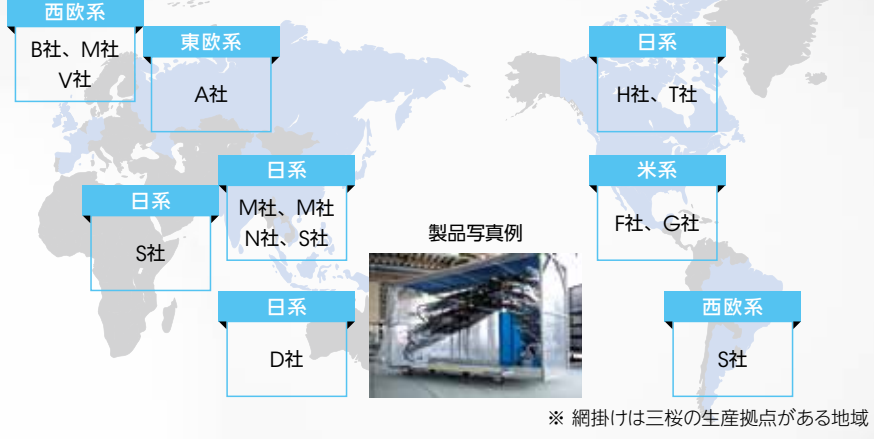 西欧系
B社、M社
V社
東欧系
A社
日系
H社、T社
日系
M社、M社
N社、S社
日系
S社
米系
F社、G社
製品写真例
日系
D社
西欧系
S社
※ 網掛けは三桜の生産拠点がある地域